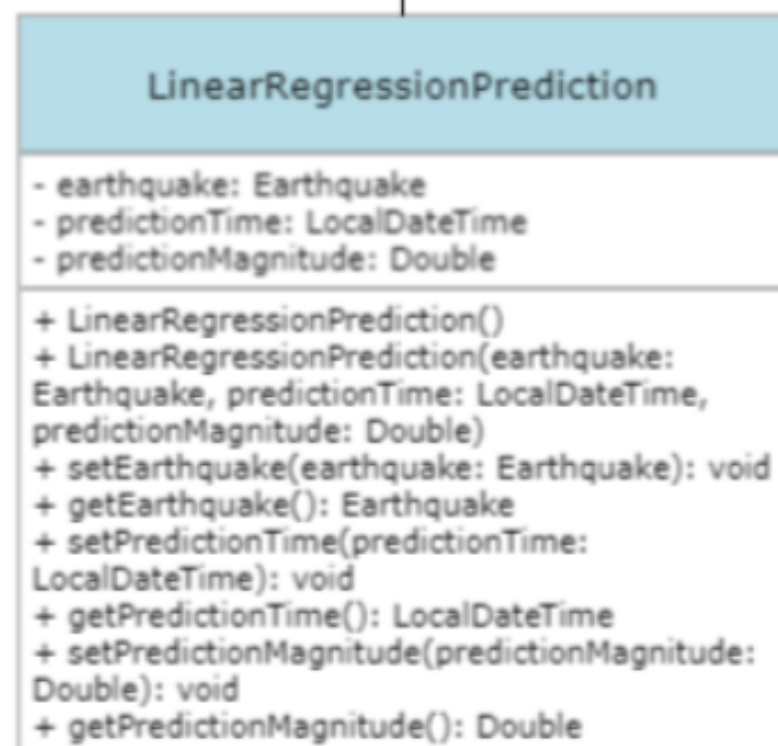 LinearRegressionPrediction
- earthquake: Earthquake
- predictionTime: LocalDateTime
- predictionMagnitude: Double
+ LinearRegressionPrediction()
+ LinearRegressionPrediction(earthquake:
Earthquake, predictionTime: LocalDateTime,
predictionMagnitude: Double)
+ setEarthquake(earthquake: Earthquake): void
+ getEarthquake(): Earthquake
+ setPredictionTime(predictionTime:
LocalDateTime): void
+ getPredictionTime(): LocalDateTime
+ setPredictionMagnitude(predictionMagnitude:
Double): void
+ getPredictionMagnitude(): Double